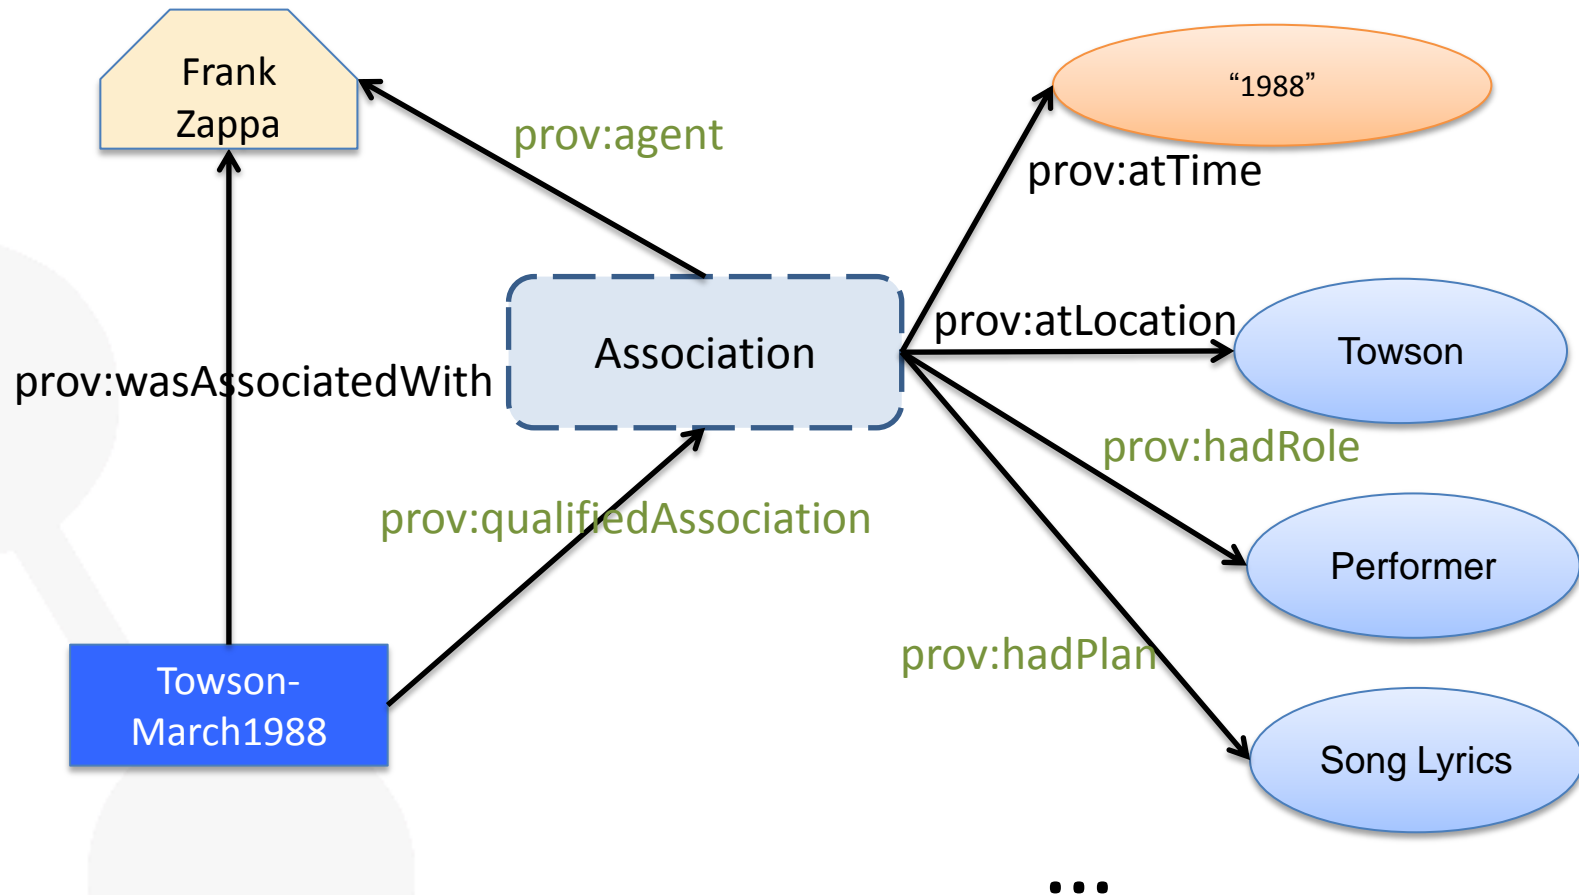 Frank
Zappa
“1988”
prov:agent
prov:atTime
prov:atLocation
Association
Towson
prov:wasAssociatedWith
prov:hadRole
prov:qualifiedAssociation
Performer
prov:hadPlan
Towson-
March1988
Song Lyrics
...